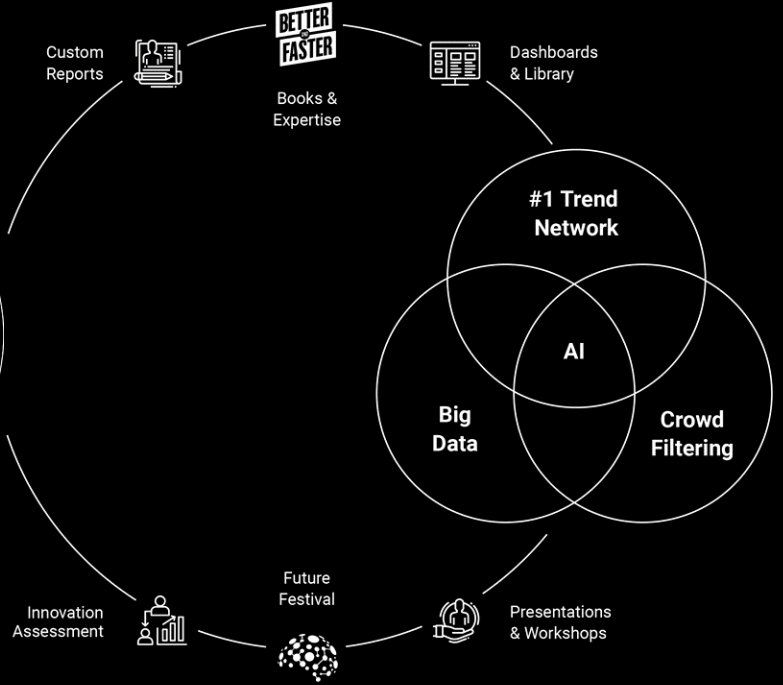 BETTER
AND
FASTER
Custom
Reports
Books &
Expertise
Dashboards
& Library
#1 Trend
Network
AI
Big
Data
Crowd
Filtering
Innovation
Assessment
Future
Festival
Presentations
& Workshops